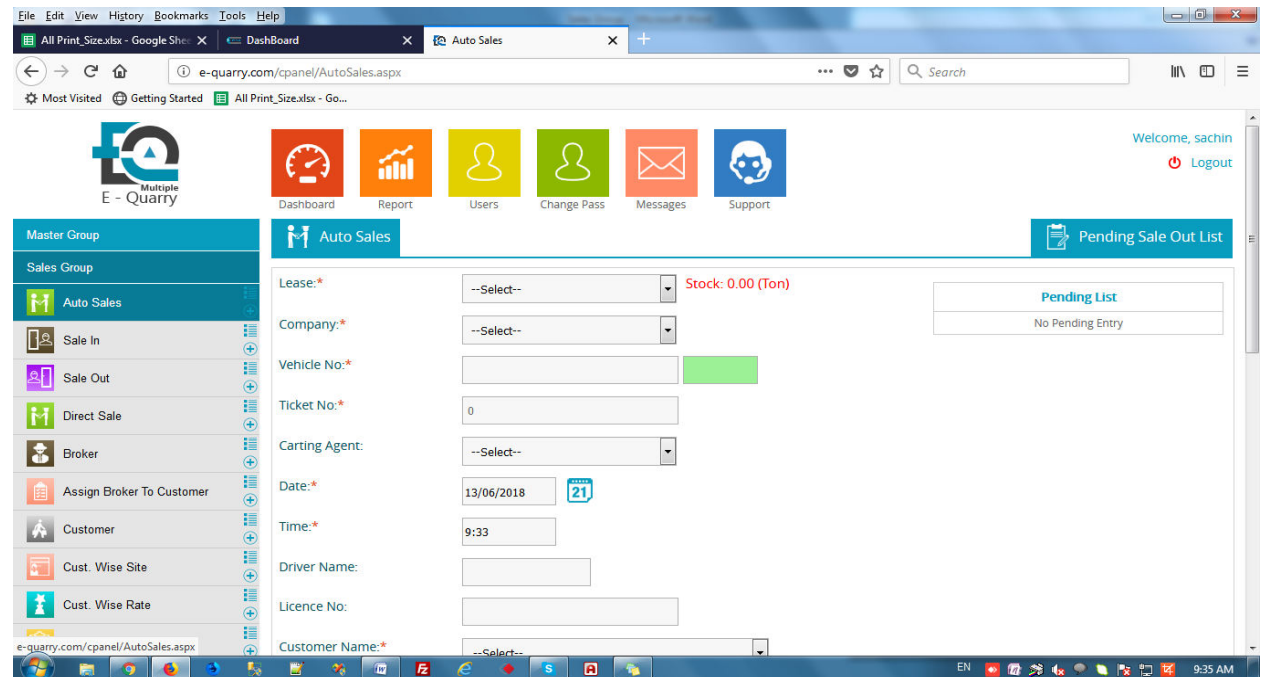 File Edit View History Bookmarks Tools Help
All Print_Size.xlsx - Google Shee DashBoard Auto Sales
e-quarry.com/cpanel/AutoSales.aspx Search
Most Visited Getting Started All Print_Size.xlsx - Go...
EQ
Multiple
E - Quarry
Dashboard Report Users Change Pass Messages Support
Welcome, sachin
Logout
Master Group
Sales Group
Auto Sales
Sale In
Sale Out
Direct Sale
Broker
Assign Broker To Customer
Customer
Cust. Wise Site
Cust. Wise Rate
e-quarry.com/cpanel/AutoSales.aspx
Auto Sales Pending Sale Out List
Lease:* --Select-- Stock: 0.00 (Ton)
Company:* --Select--
Vehicle No:*
Ticket No:* 0
Carting Agent: --Select--
Date:* 13/06/2018 21
Time:* 9:33
Driver Name:
Licence No:
Customer Name:* --Select--
Pending List
No Pending Entry
EN 9:35 AM